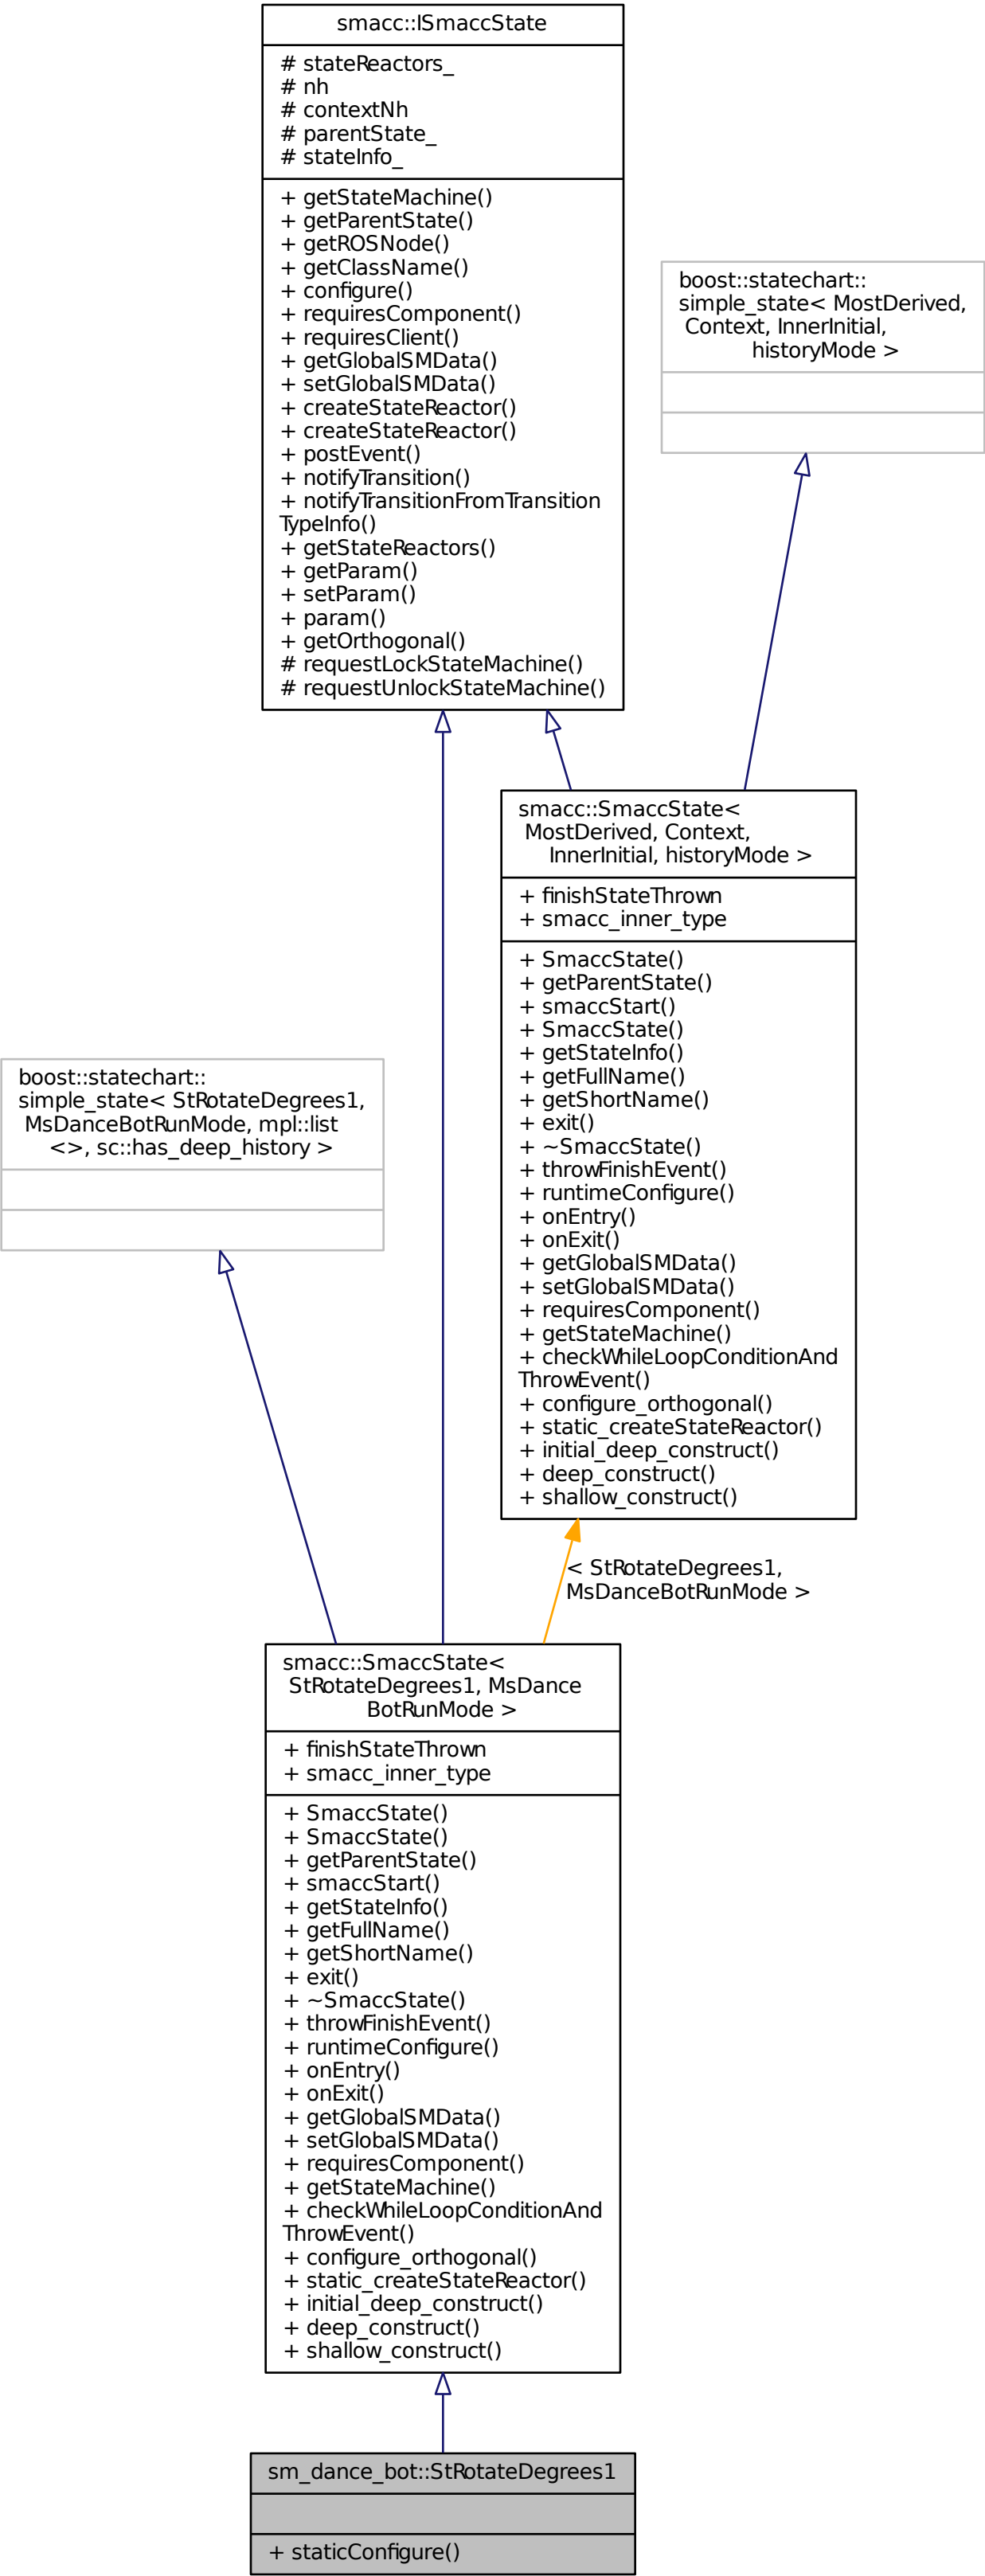 smacc::ISmaccState
# stateReactors_
# nh
# contextNh
# parentState_
# stateInfo_
+ getStateMachine()
+ getParentState()
+ getROSNode()
+ getClassName()
+ configure()
+ requiresComponent()
+ requiresClient()
+ getGlobalSMData()
+ setGlobalSMData()
+ createStateReactor()
+ createStateReactor()
+ postEvent()
+ notifyTransition()
+ notifyTransitionFromTransition
TypeInfo()
+ getStateReactors()
+ getParam()
+ setParam()
+ param()
+ getOrthogonal()
# requestLockStateMachine()
# requestUnlockStateMachine()
boost::statechart::
simple_state< MostDerived,
Context, InnerInitial,
historyMode >
smacc::SmaccState<
MostDerived, Context,
InnerInitial, historyMode >
+ finishStateThrown
+ smacc_inner_type
+ SmaccState()
+ getParentState()
+ smaccStart()
+ SmaccState()
+ getStateInfo()
+ getFullName()
+ getShortName()
+ exit()
+ ~SmaccState()
+ throwFinishEvent()
+ runtimeConfigure()
+ onEntry()
+ onExit()
+ getGlobalSMData()
+ setGlobalSMData()
+ requiresComponent()
+ getStateMachine()
+ checkWhileLoopConditionAnd
ThrowEvent()
+ configure_orthogonal()
+ static_createStateReactor()
+ initial_deep_construct()
+ deep_construct()
+ shallow_construct()
boost::statechart::
simple_state< StRotateDegrees1,
MsDanceBotRunMode, mpl::list
<>, sc::has_deep_history >
< StRotateDegrees1,
MsDanceBotRunMode >
smacc::SmaccState<
StRotateDegrees1, MsDance
BotRunMode >
+ finishStateThrown
+ smacc_inner_type
+ SmaccState()
+ SmaccState()
+ getParentState()
+ smaccStart()
+ getStateInfo()
+ getFullName()
+ getShortName()
+ exit()
+ ~SmaccState()
+ throwFinishEvent()
+ runtimeConfigure()
+ onEntry()
+ onExit()
+ getGlobalSMData()
+ setGlobalSMData()
+ requiresComponent()
+ getStateMachine()
+ checkWhileLoopConditionAnd
ThrowEvent()
+ configure_orthogonal()
+ static_createStateReactor()
+ initial_deep_construct()
+ deep_construct()
+ shallow_construct()
sm_dance_bot::StRotateDegrees1
+ staticConfigure()